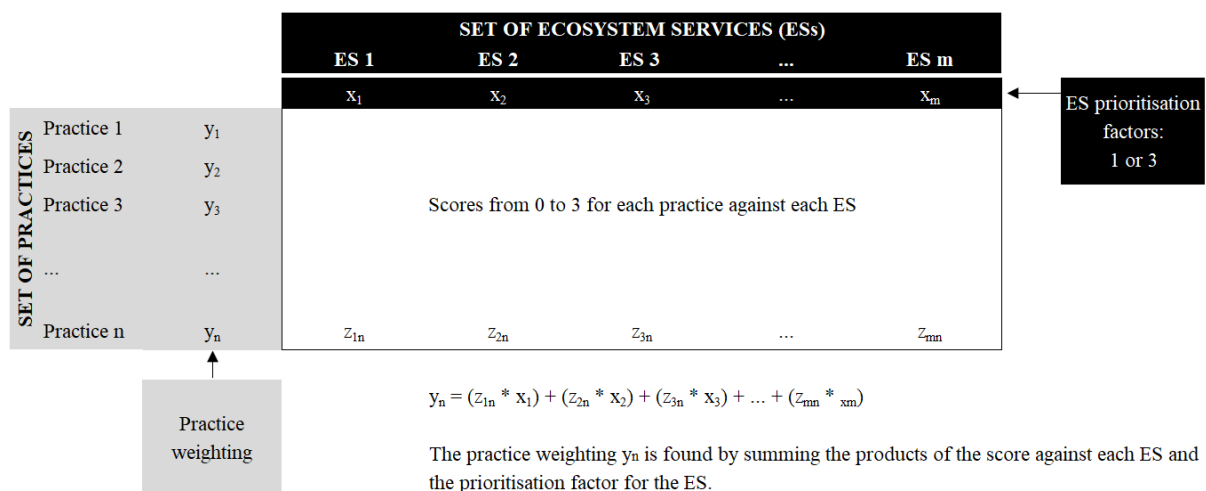 SET OF ECOSYSTEM SERVICES (ESs)
ES 1 ES 2 ES 3 ... ES m
x1 x2 x3 ... xm
ES prioritisation
factors:
1 or 3
SET OF PRACTICES
Practice 1 y1
Practice 2 y2
Practice 3 y3
Scores from 0 to 3 for each practice against each ES
... ...
Practice n yn z1n z2n z3n ... zmn
Practice
weighting
yn = (z1n * x1) + (z2n * x2) + (z3n * x3) + ... + (zmn * xm)
The practice weighting yn is found by summing the products of the score against each ES and
the prioritisation factor for the ES.